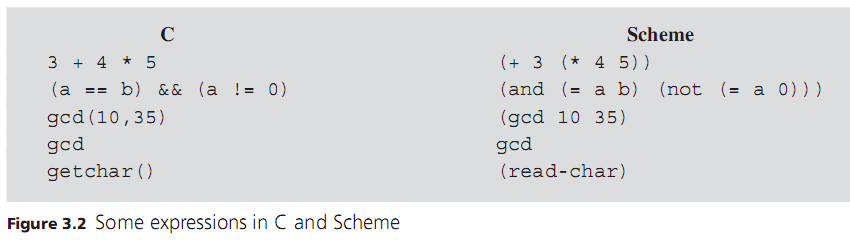 C Scheme
3 + 4 * 5 (+ 3 (* 4 5))
(a == b) && (a != 0) (and (= a b) (not (= a 0)))
gcd(10,35) (gcd 10 35)
gcd gcd
getchar() (read-char)
Figure 3.2 Some expressions in C and Scheme